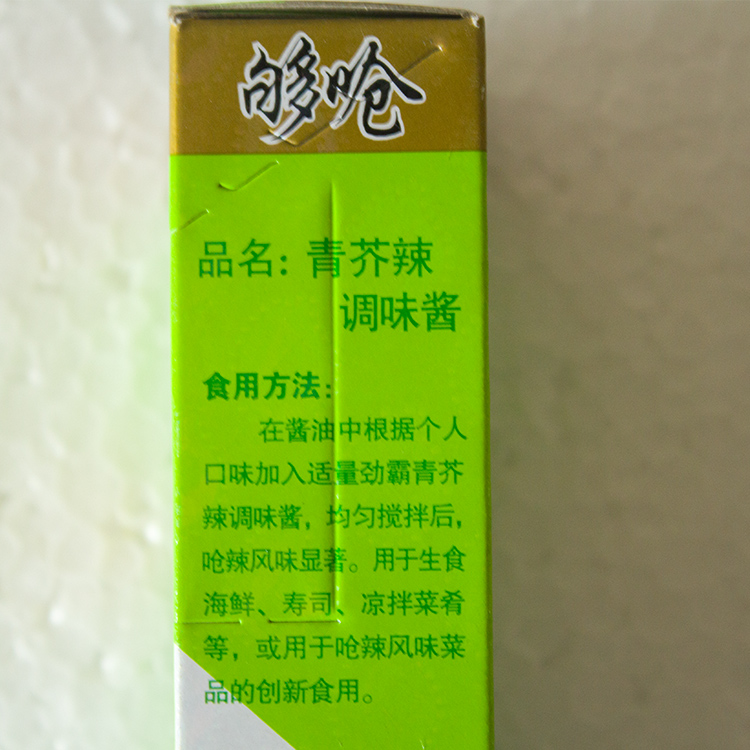 够呛
品名：青芥辣
调味酱
食用方法：
在酱油中根据个人
口味加入适量劲霸青芥
辣调味酱，均匀搅拌后，
呛辣风味显著。用于生食
海鲜、寿司、凉拌菜肴
等，或用于呛辣风味菜
品的创新食用。